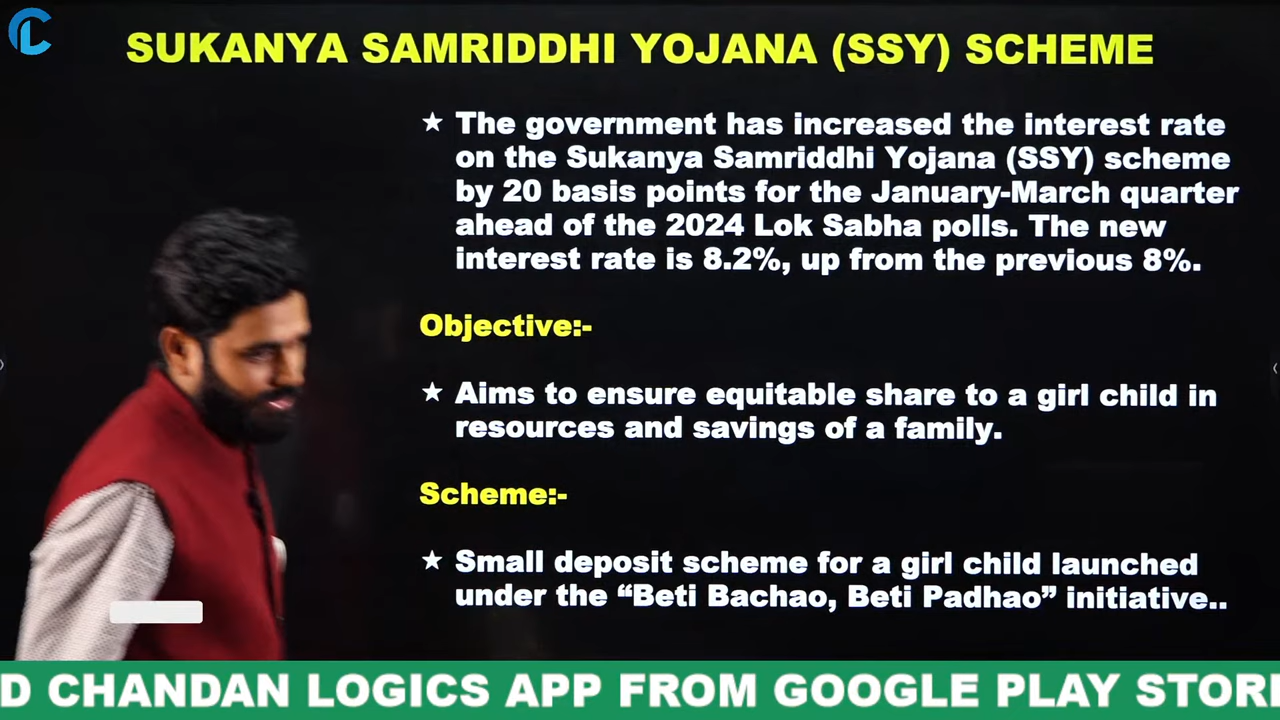 SUKANYA SAMRIDDHI YOJANA (SSY) SCHEME
★ The government has increased the interest rate
on the Sukanya Samriddhi Yojana (SSY) scheme
by 20 basis points for the January-March quarter
ahead of the 2024 Lok Sabha polls. The new
interest rate is 8.2%, up from the previous 8%.
Objective:-
★ Aims to ensure equitable share to a girl child in
resources and savings of a family.
Scheme:-
★ Small deposit scheme for a girl child launched
under the “Beti Bachao, Beti Padhao” initiative..
D CHANDAN LOGICS APP FROM GOOGLE PLAY STOR